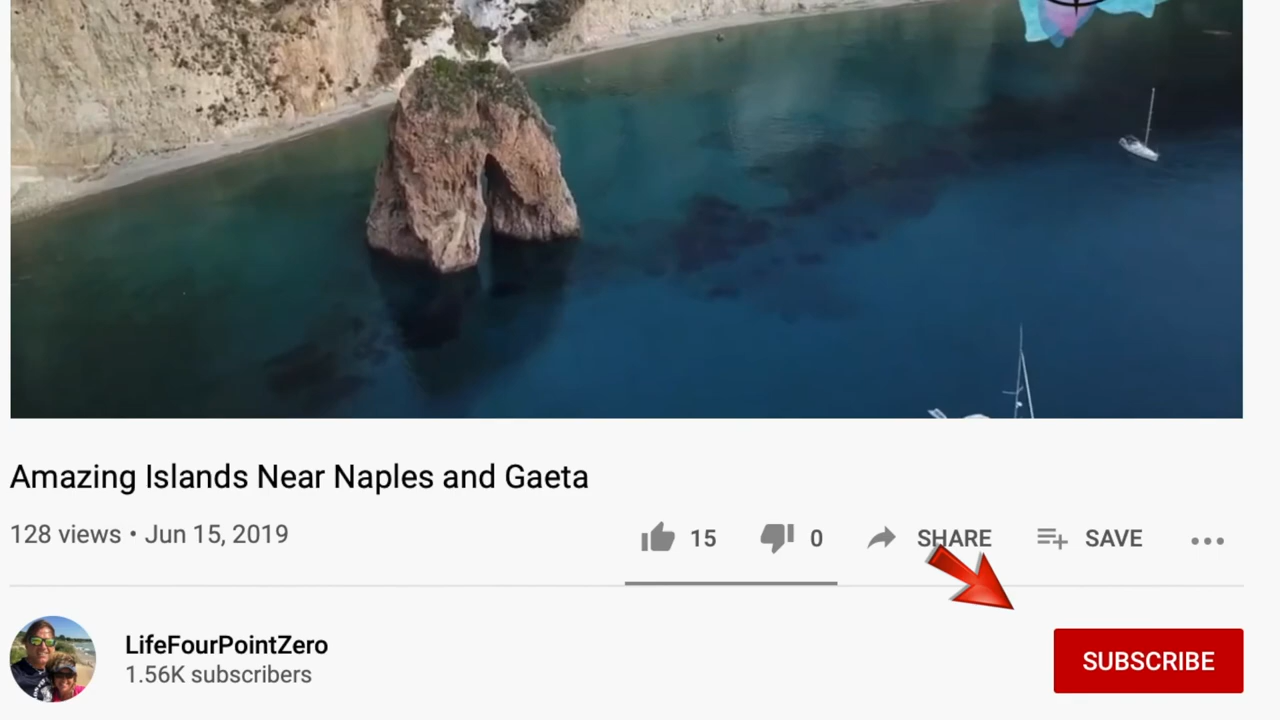 Amazing Islands Near Naples and Gaeta
128 views • Jun 15, 2019
15
0
SHARE
SAVE
LifeFourPointZero
1.56K subscribers
SUBSCRIBE